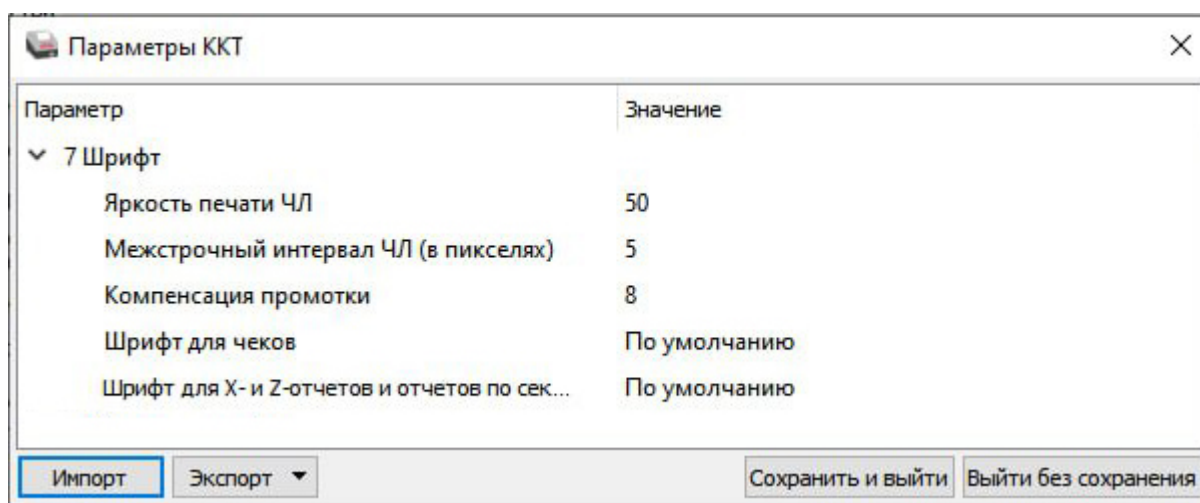 Параметры ККТ
Параметр Значение
7 Шрифт
Яркость печати ЧЛ 50
Межстрочный интервал ЧЛ (в пикселях) 5
Компенсация промотки 8
Шрифт для чеков По умолчанию
Шрифт для X- и Z-отчетов и отчетов по сек... По умолчанию
Импорт Экспорт Сохранить и выйти Выйти без сохранения